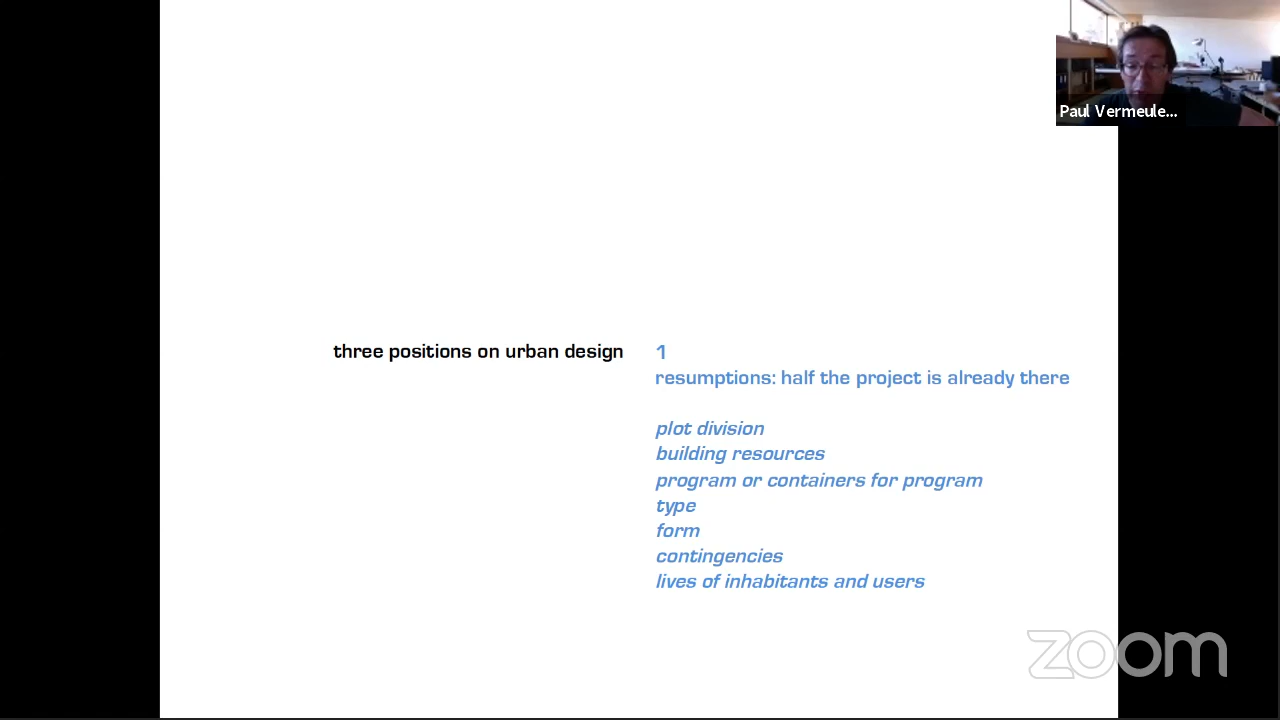 Paul Vermeule...
three positions on urban design
1
resumptions: half the project is already there
plot division
building resources
program or containers for program
type
form
contingencies
lives of inhabitants and users
zoom